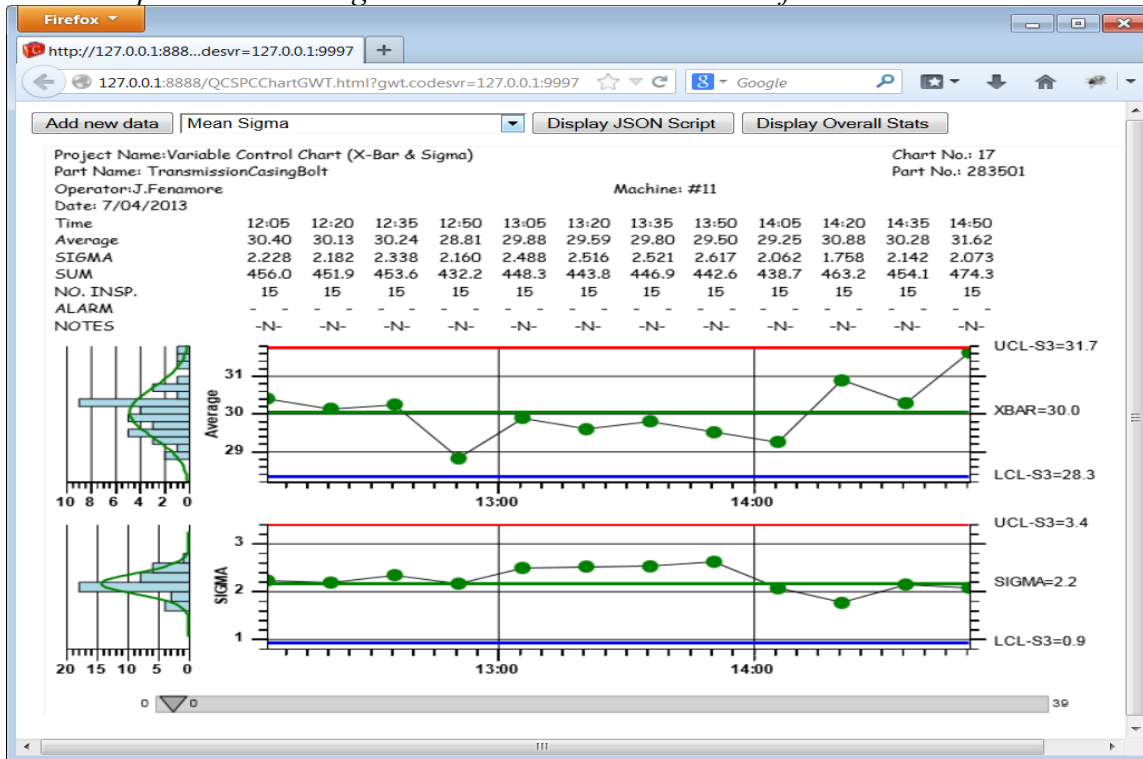 Firefox
http://127.0.0.1:888...desvr=127.0.0.1:9997 +
127.0.0.1:8888/QCSPCChartGWT.html?gwt.codesvr=127.0.0.1:9997 8 Google
Add new data Mean Sigma Display JSON Script Display Overall Stats
Project Name:Variable Control Chart (X-Bar & Sigma) Chart No.: 17
Part Name: TransmissionCasingBolt Part No.: 283501
Operator:J.Fenamore Machine: #11
Date: 7/04/2013
Time 12:05 12:20 12:35 12:50 13:05 13:20 13:35 13:50 14:05 14:20 14:35 14:50
Average 30.40 30.13 30.24 28.81 29.88 29.59 29.80 29.50 29.25 30.88 30.28 31.62
SIGMA 2.228 2.182 2.338 2.160 2.488 2.516 2.521 2.617 2.062 1.758 2.142 2.073
SUM 456.0 451.9 453.6 432.2 448.3 443.8 446.9 442.6 438.7 463.2 454.1 474.3
NO. INSP. 15 15 15 15 15 15 15 15 15 15 15 15
ALARM - - - - - - - - - - - - - - - - - - - - - - - -
NOTES -N- -N- -N- -N- -N- -N- -N- -N- -N- -N- -N- -N-
UCL-S3=31.7
31
Average
30 XBAR=30.0
29
LCL-S3=28.3
10 8 6 4 2 0 13:00 14:00
UCL-S3=3.4
3
SIGMA
2 SIGMA=2.2
1 LCL-S3=0.9
20 15 10 5 0 13:00 14:00
0 0 39